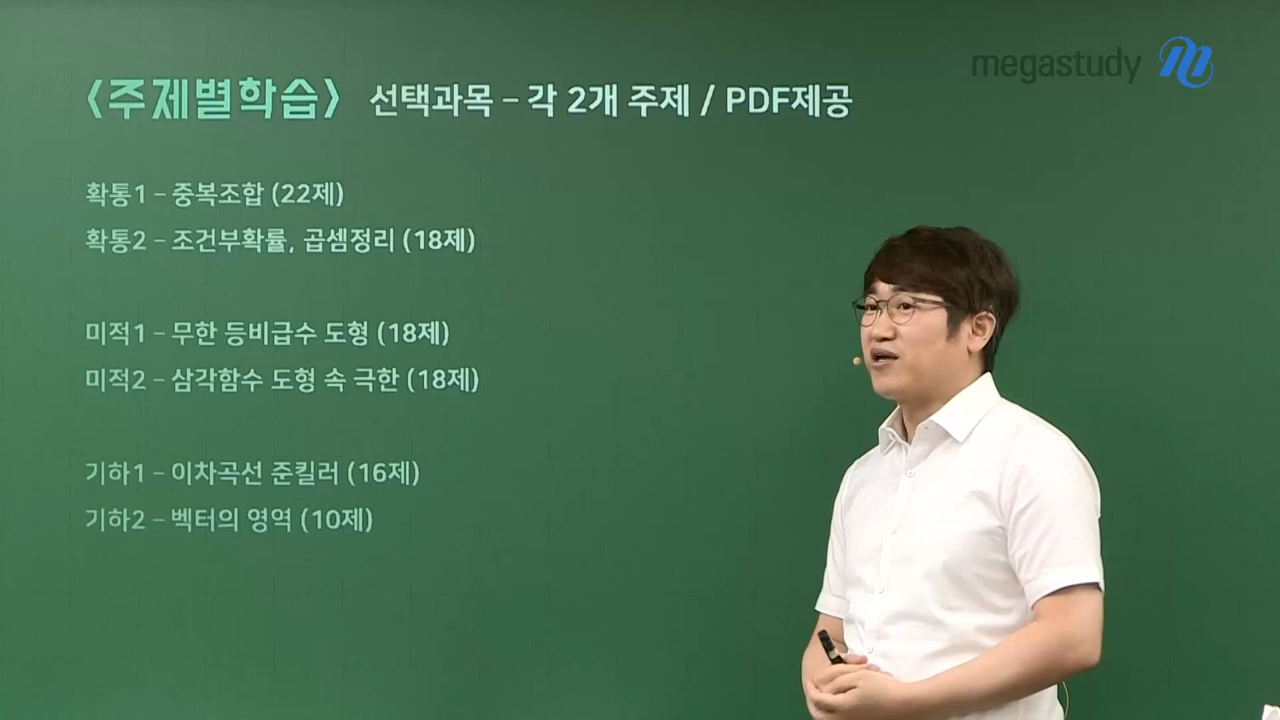 megastudy
<주제별학습> 선택과목 – 각 2개 주제 / PDF제공
확통1 – 중복조합 (22제)
확통2 – 조건부확률, 곱셈정리 (18제)
미적1 – 무한 등비급수 도형 (18제)
미적2 – 삼각함수 도형 속 극한 (18제)
기하1 – 이차곡선 준킬러 (16제)
기하2 – 벡터의 영역 (10제)